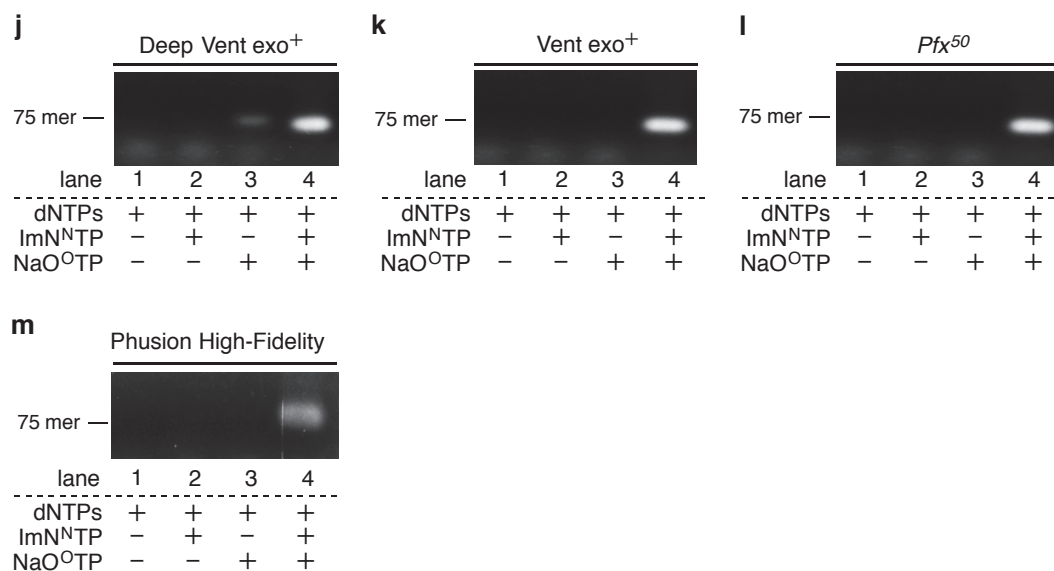 j
Deep Vent exo+
75 mer
lane 1 2 3 4
dNTPs + + + +
ImNNTP − + − +
NaOOTP − − + +
k
Vent exo+
75 mer
lane 1 2 3 4
dNTPs + + + +
ImNNTP − + − +
NaOOTP − − + +
l
Pfx50
75 mer
lane 1 2 3 4
dNTPs + + + +
ImNNTP − + − +
NaOOTP − − + +
m
Phusion High-Fidelity
75 mer
lane 1 2 3 4
dNTPs + + + +
ImNNTP − + − +
NaOOTP − − + +